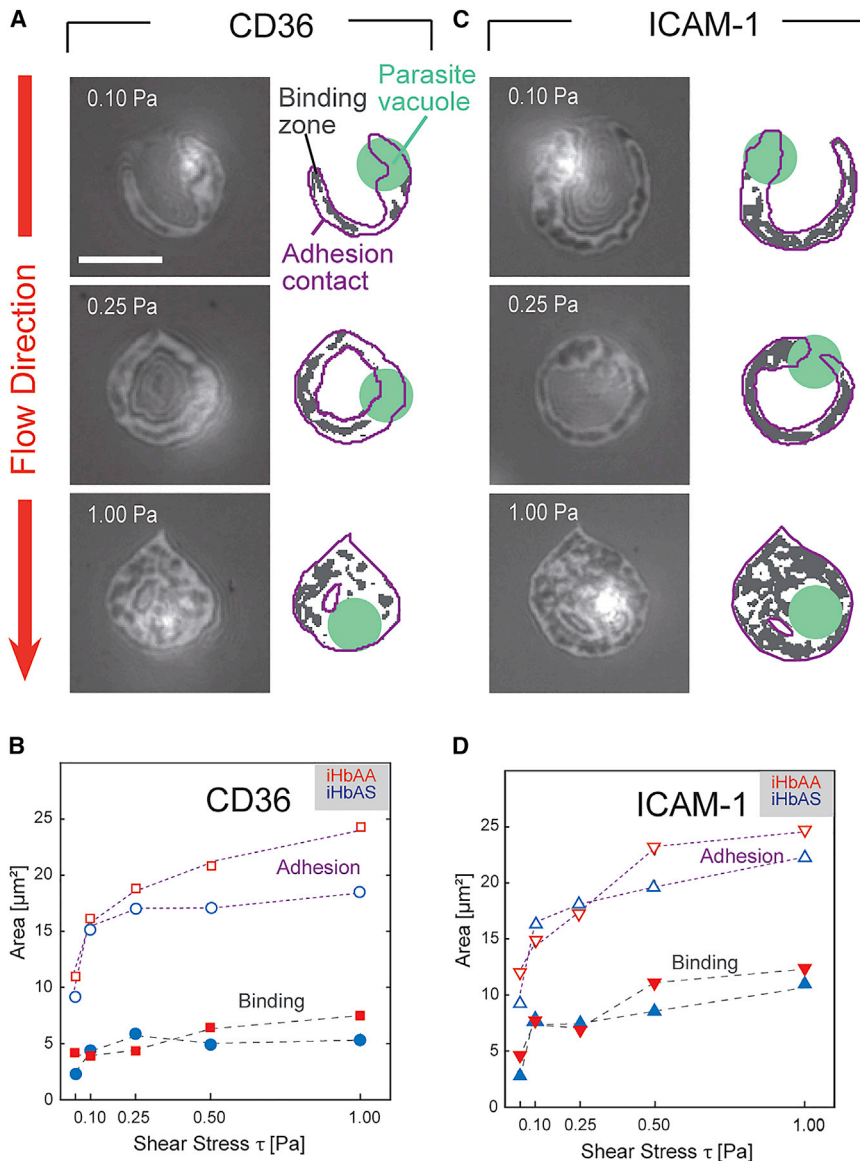 A
CD36
C
ICAM-1
Flow Direction
0.10 Pa
Binding
zone
Parasite
vacuole
Adhesion
contact
0.10 Pa
0.25 Pa
0.25 Pa
1.00 Pa
1.00 Pa
B
CD36
iHbAA
iHbAS
25
20
15
10
5
0
Area [µm²]
Adhesion
Binding
0.10
0.25
0.50
1.00
Shear Stress τ [Pa]
D
ICAM-1
iHbAA
iHbAS
25
20
15
10
5
0
Area [µm²]
Adhesion
Binding
0.10
0.25
0.50
1.00
Shear Stress τ [Pa]